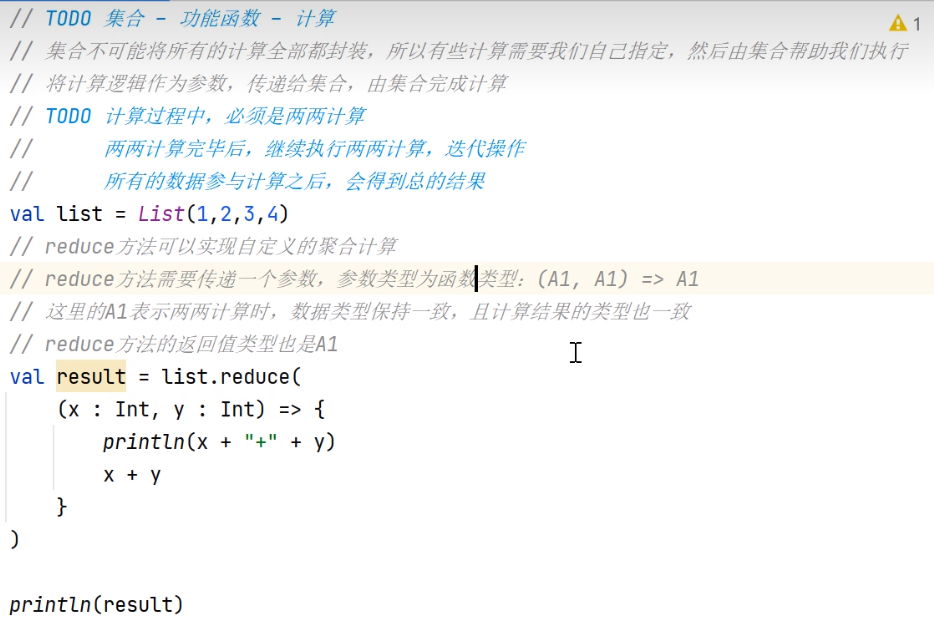 // TODO 集合 - 功能函数 - 计算
1
// 集合不可能将所有的计算全部都封装，所以有些计算需要我们自己指定，然后由集合帮助我们执行
// 将计算逻辑作为参数，传递给集合，由集合完成计算
// TODO 计算过程中，必须是两两计算
//      两两计算完毕后，继续执行两两计算，迭代操作
//      所有的数据参与计算之后，会得到总的结果
val list = List(1,2,3,4)
// reduce方法可以实现自定义的聚合计算
// reduce方法需要传递一个参数，参数类型为函数类型：(A1, A1) => A1
// 这里的A1表示两两计算时，数据类型保持一致，且计算结果的类型也一致
// reduce方法的返回值类型也是A1
val result = list.reduce(
    (x : Int, y : Int) => {
        println(x + "+" + y)
        x + y
    }
)
println(result)